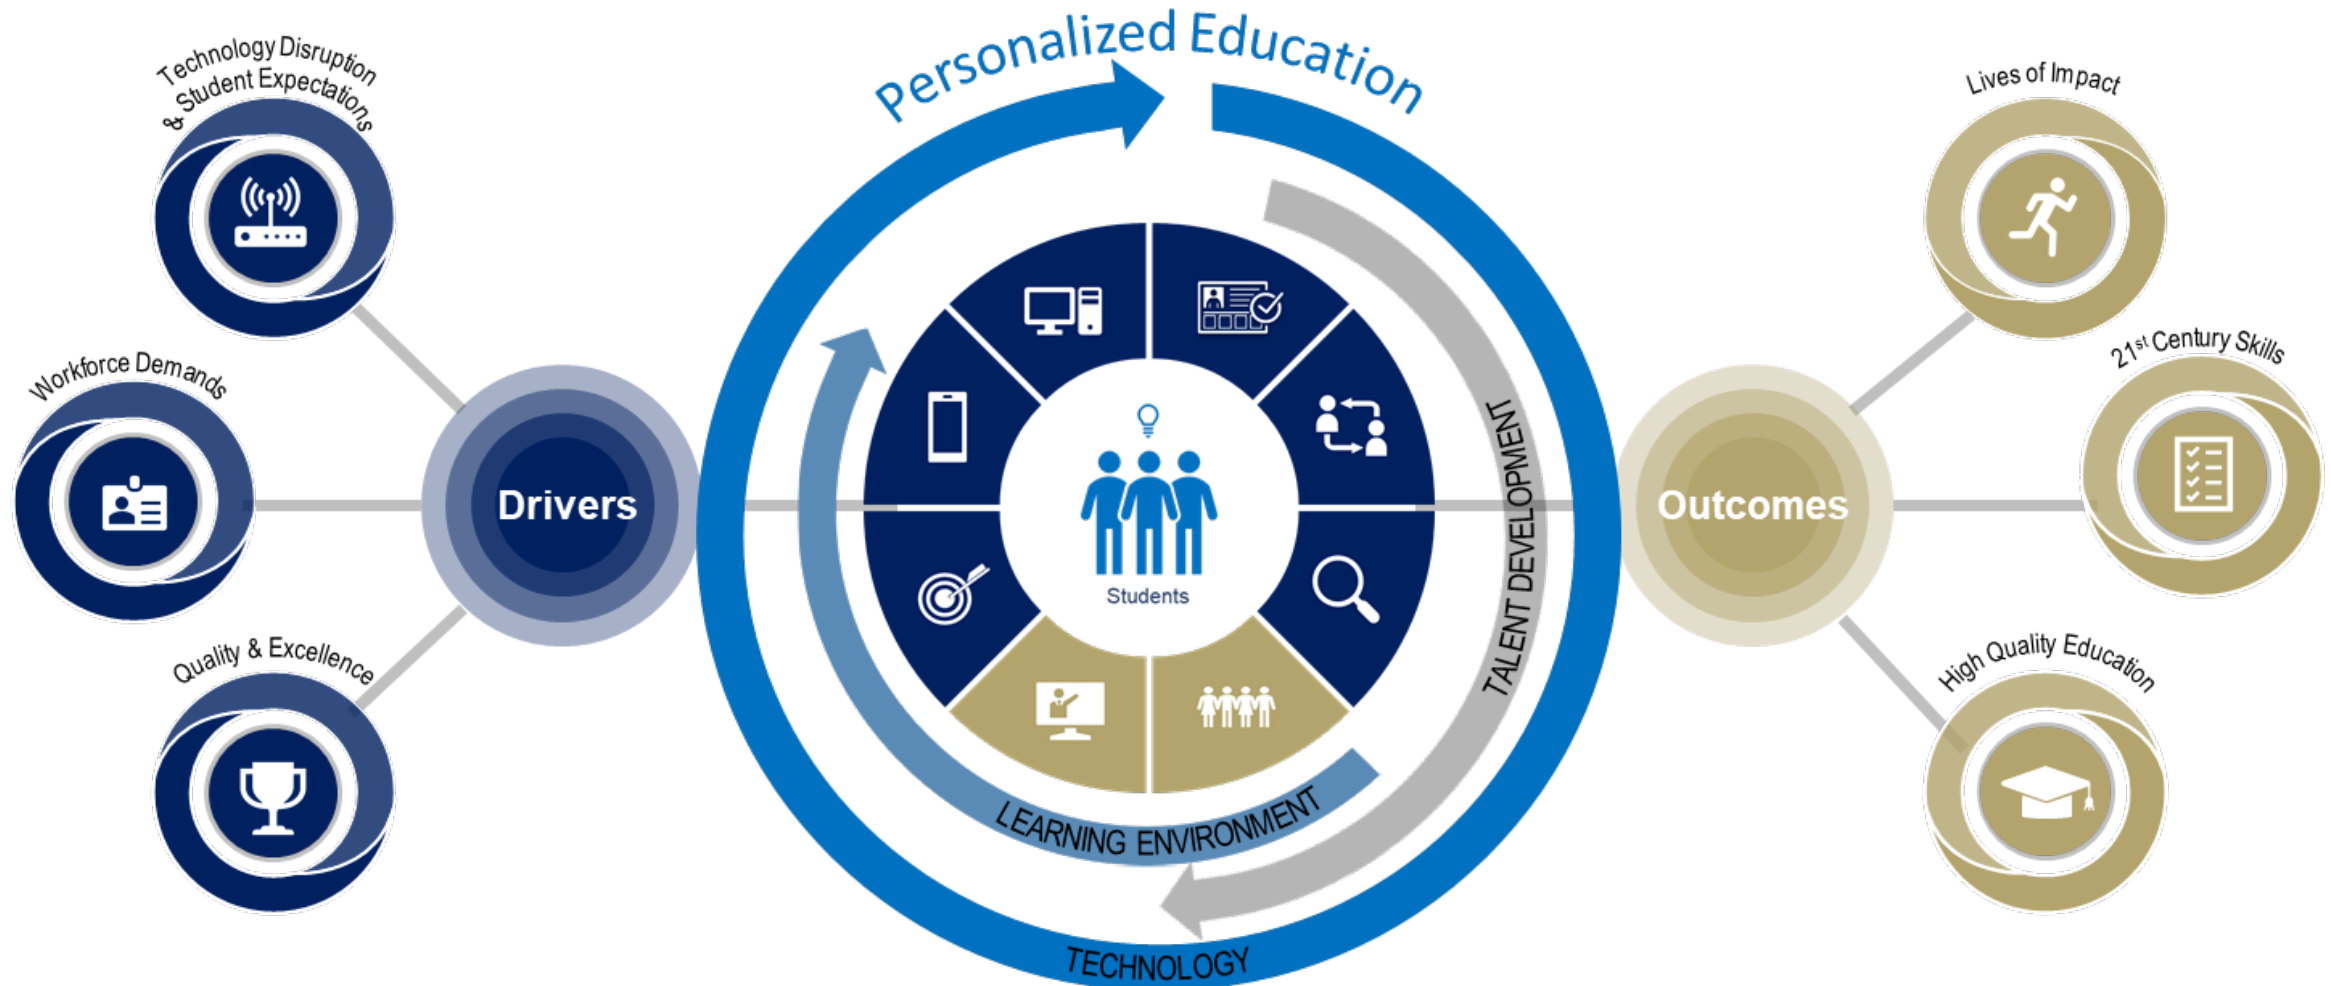 Personalized Education
Technology Disruption
& Student Expectations
Workforce Demands
Quality & Excellence
Drivers
Students
TALENT DEVELOPMENT
LEARNING ENVIRONMENT
TECHNOLOGY
Outcomes
Lives of Impact
21st Century Skills
High Quality Education